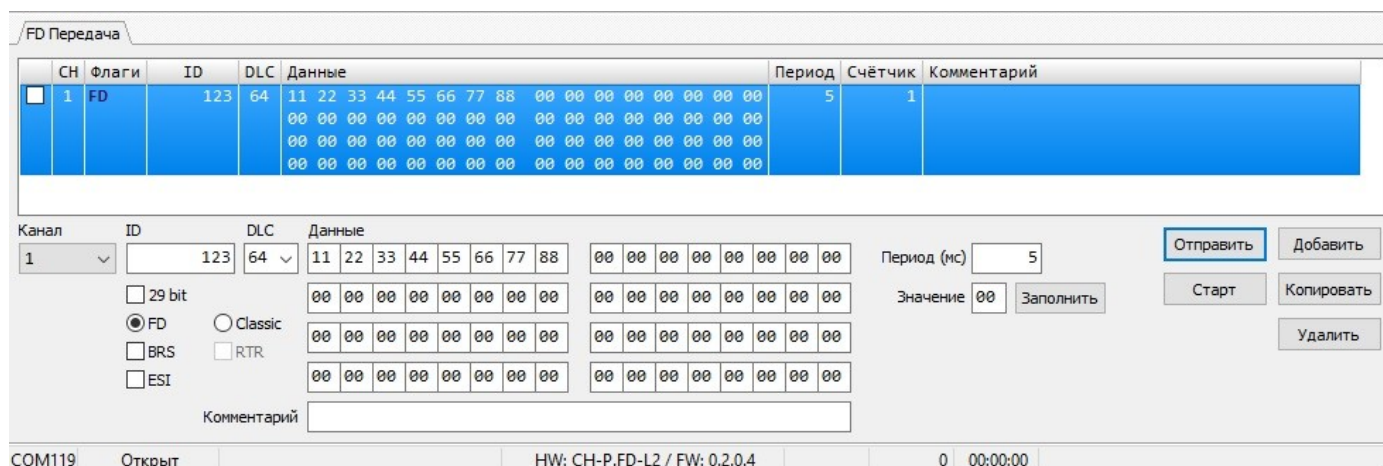 FD Передача
CH Флаги ID DLC Данные Период Счётчик Комментарий
1 FD 123 64 11 22 33 44 55 66 77 88 00 00 00 00 00 00 00 00 5 1
00 00 00 00 00 00 00 00 00 00 00 00 00 00 00 00
00 00 00 00 00 00 00 00 00 00 00 00 00 00 00 00
00 00 00 00 00 00 00 00 00 00 00 00 00 00 00 00
Канал ID DLC Данные
1 123 64 11 22 33 44 55 66 77 88 00 00 00 00 00 00 00 00 Период (мс) 5 Отправить Добавить
29 bit 00 00 00 00 00 00 00 00 00 00 00 00 00 00 00 00 Значение 00 Заполнить Старт Копировать
FD Classic
BRS RTR 00 00 00 00 00 00 00 00 00 00 00 00 00 00 00 00 Удалить
ESI 00 00 00 00 00 00 00 00 00 00 00 00 00 00 00 00
Комментарий
COM119 Открыт HW: CH-P.FD-L2 / FW: 0.2.0.4 0 00:00:00